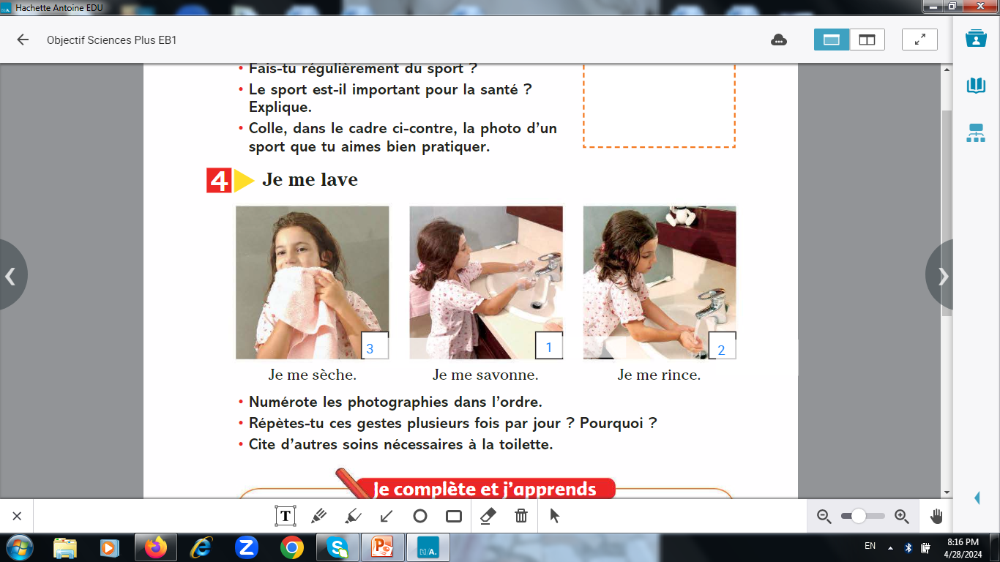 Hachette Antoine EDU
Objectif Sciences Plus EB1
• Fais-tu régulièrement du sport ?
• Le sport est-il important pour la santé ?
Explique.
• Colle, dans le cadre ci-contre, la photo d'un
sport que tu aimes bien pratiquer.
4 Je me lave
3
1
2
Je me sèche.
Je me savonne.
Je me rince.
• Numérote les photographies dans l'ordre.
• Répètes-tu ces gestes plusieurs fois par jour ? Pourquoi ?
• Cite d'autres soins nécessaires à la toilette.
Je complète et j'apprends
T
EN
8:16 PM
4/28/2024